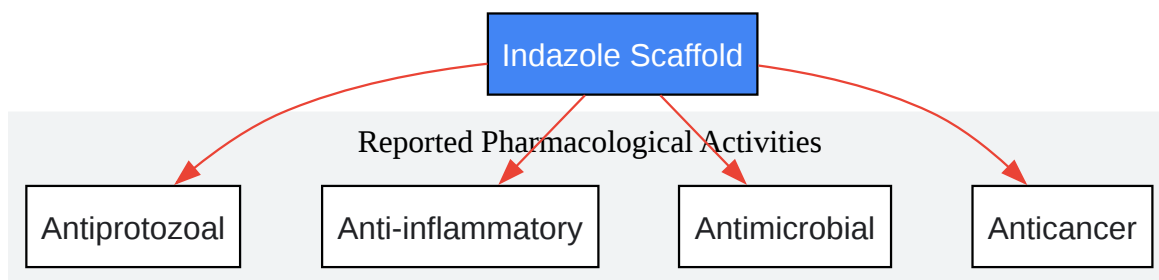 Indazole Scaffold
Reported Pharmacological Activities
Antiprotozoal
Anti-inflammatory
Antimicrobial
Anticancer